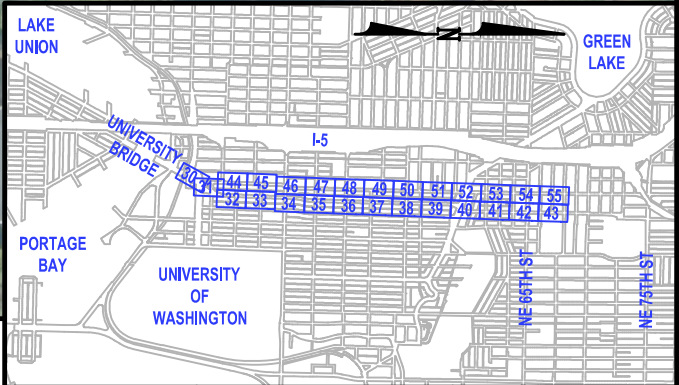 LAKE
UNION
N
GREEN
LAKE
UNIVERSITY
BRIDGE
I-5
30
31
44 45 46 47 48 49 50 51 52 53 54 55
32 33 34 35 36 37 38 39 40 41 42 43
PORTAGE
BAY
UNIVERSITY
OF
WASHINGTON
NE 65TH ST
NE 75TH ST